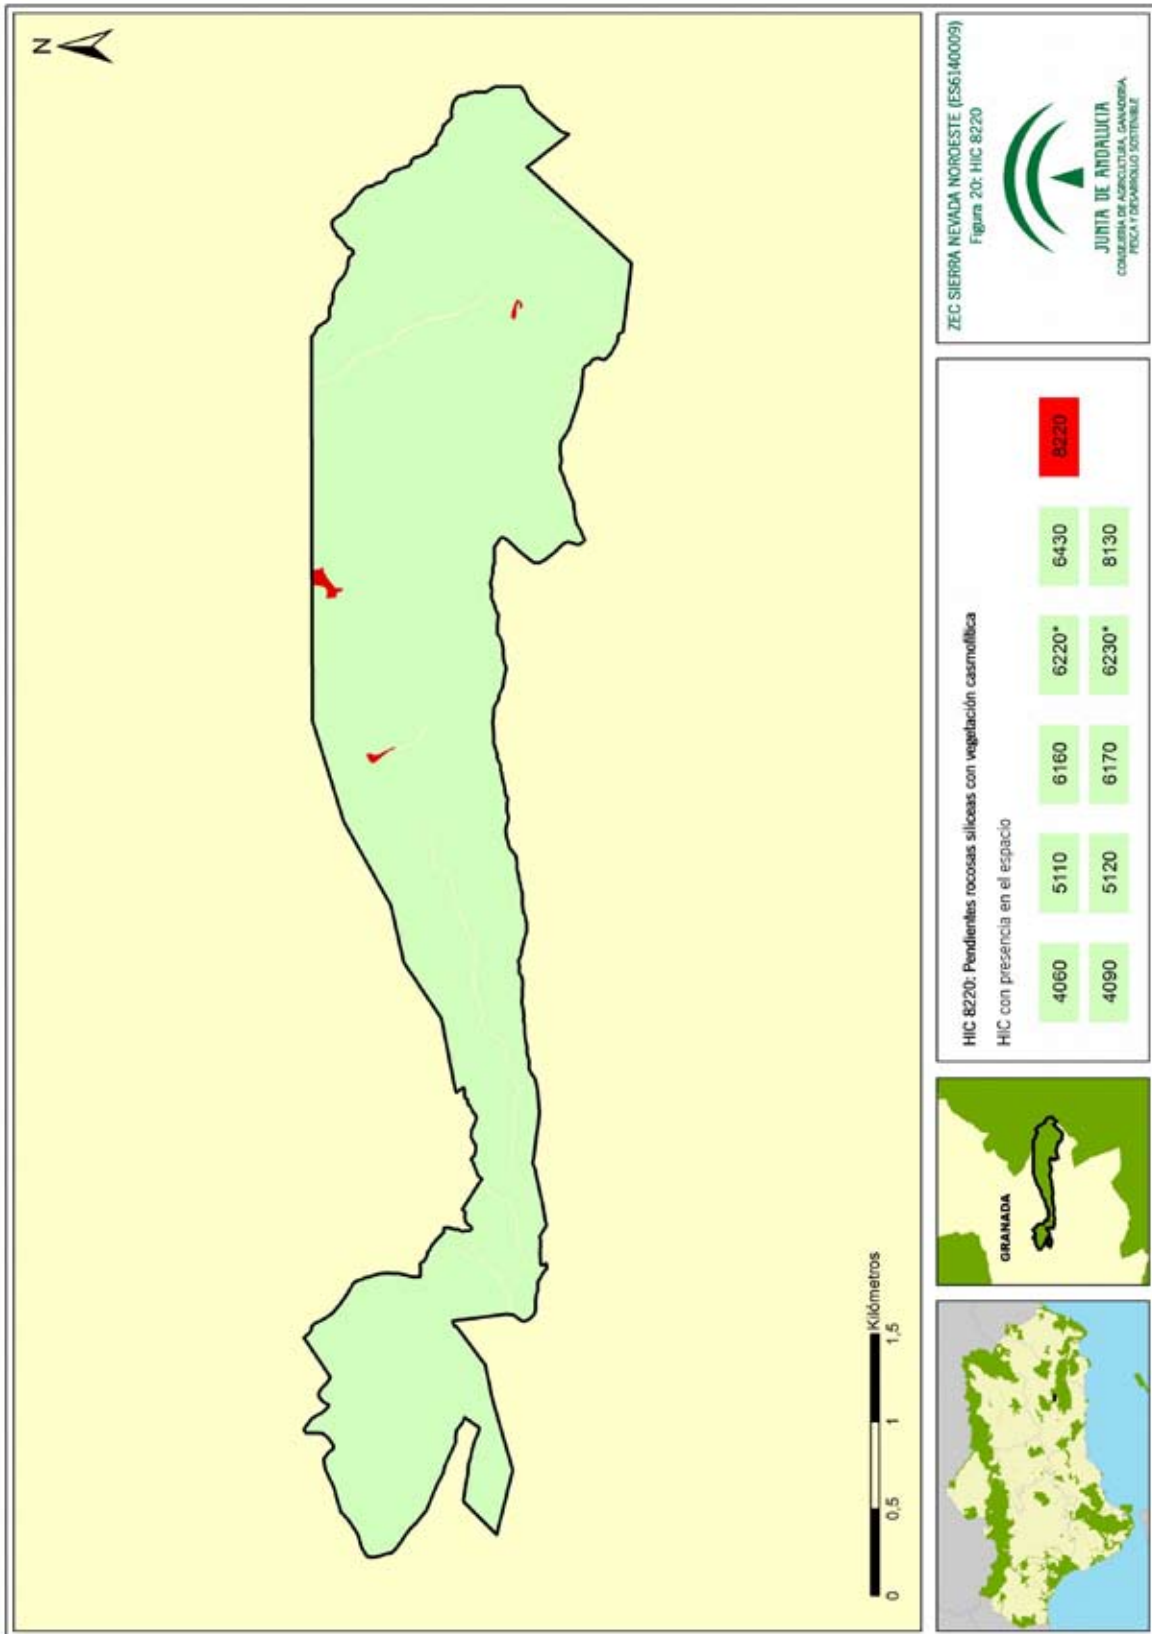 N
Kilómetros
0 0,5 1 1,5
GRANADA
HIC 8220: Pendientes rocosas silíceas con vegetación casmofítica
HIC con presencia en el espacio
4060 5110 6160 6220* 6430 8220
4090 5120 6170 6230* 8130
ZEC SIERRA NEVADA NOROESTE (ES6140009)
Figura 20: HIC 8220
JUNTA DE ANDALUCIA
CONSEJERÍA DE AGRICULTURA, GANADERÍA,
PESCA Y DESARROLLO SOSTENIBLE